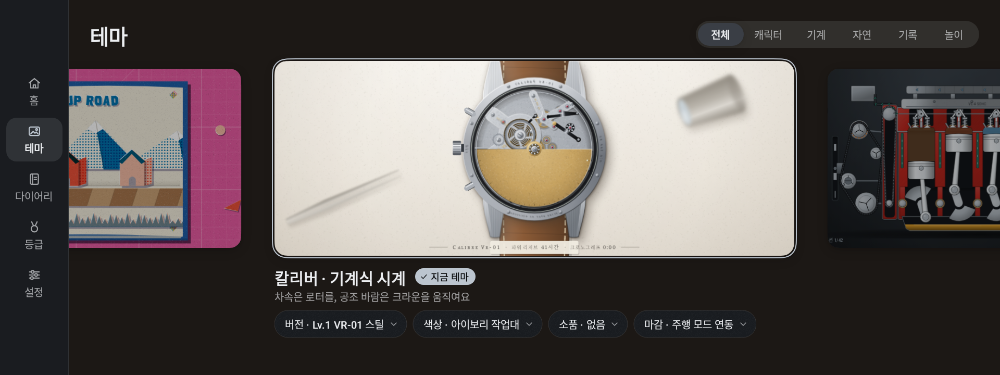 테마
전체 캐릭터 기계 자연 기록 놀이
홈
테마
다이어리
등급
설정
UP ROAD
CALIBER VR-01
칼리버 · 기계식 시계 ✓ 지금 테마
차속은 로터를, 공조 바람은 크라운을 움직여요
버전 · Lv.1 VR-01 스틸 색상 · 아이보리 작업대 소품 · 없음 마감 · 주행 모드 연동